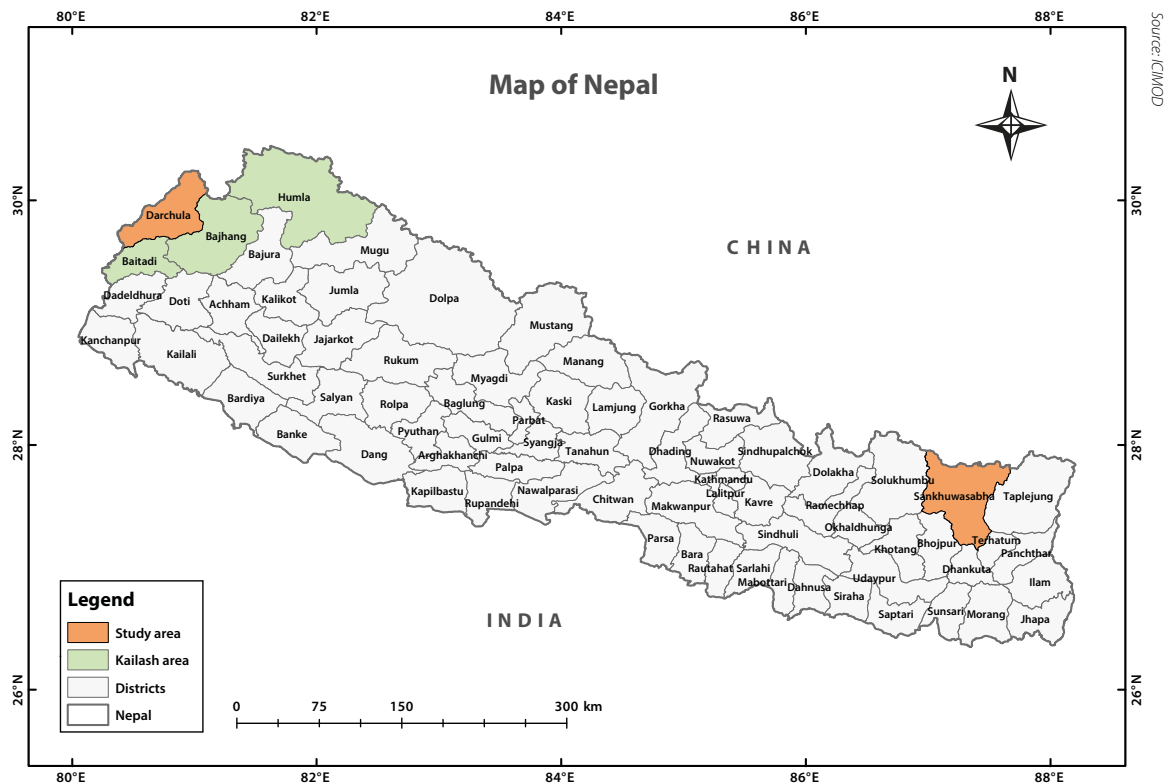 80°E 82°E 84°E 86°E 88°E
Source: ICIMOD
Map of Nepal
N
30°N 30°N
CHINA
Humla
Darchula
Bajhang
Baitadi
Bajura
Mugu
Dadeldhura
Doti
Achham
Kalikot
Jumla
Dolpa
Kanchanpur
Kailali
Dailekh
Jajarkot
Mustang
Rukum
Manang
Surkhet
Myagdi
Bardiya
Salyan
Rolpa
Baglung
Parbat
Kaski
Lamjung
Gorkha
Rasuwa
28°N 28°N
Banke
Dang
Pyuthan
Gulmi
Syangja
Arghakhanchi
Tanahun
Dhading
Nuwakot
Sindhupalchok
Dolakha
Solukhumbu
Sankhuwasabha
Taplejung
Palpa
Kapilbastu
Rupandehi
Nawalparasi
Chitwan
Kathmandu
Lalitpur
Kavre
Makwanpur
Ramechhap
Okhaldhunga
Khotang
Bhojpur
Terhatum
Panchthar
Parsa
Bara
Rautahat
Sarlahi
Mabottari
Sindhuli
Dahnusa
Siraha
Udaypur
Dhankuta
Ilam
Saptari
Sunsari
Morang
Jhapa
INDIA
Legend
Study area
Kailash area
Districts
Nepal
0 75 150 300 km
26°N 26°N
80°E 82°E 84°E 86°E 88°E